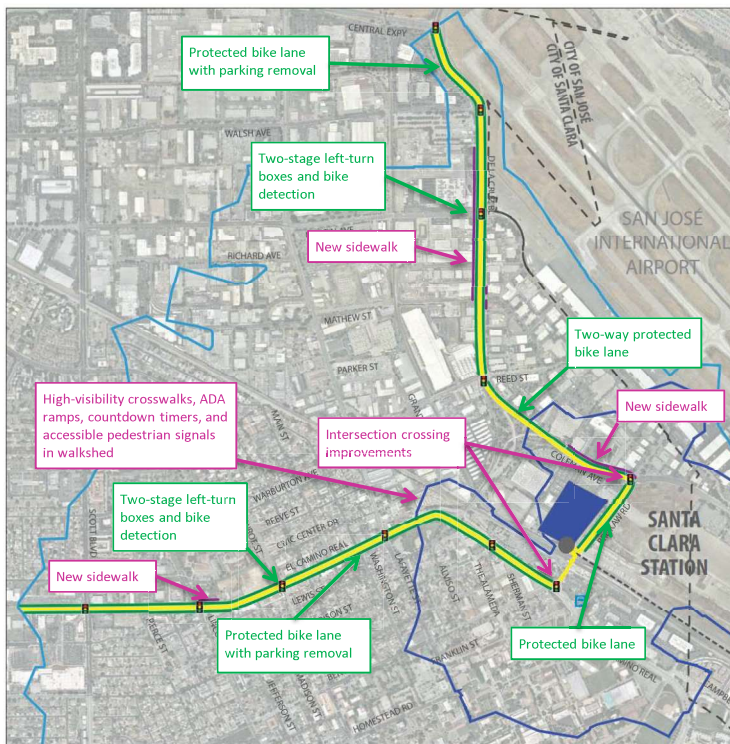 CENTRAL EXPY
Protected bike lane
with parking removal
CITY OF SAN JOSÉ
CITY OF SANTA CLARA
WALSH AVE
Two-stage left-turn
boxes and bike
detection
SAN JOSÉ
INTERNATIONAL
AIRPORT
New sidewalk
RICHARD AVE
MATHEW ST
Two-way protected
bike lane
PARKER ST
REED ST
High-visibility crosswalks, ADA
ramps, countdown timers, and
accessible pedestrian signals
in walkshed
New sidewalk
MAIN ST
Intersection crossing
improvements
COLEMAN AVE
WARBURTON AVE
Two-stage left-turn
boxes and bike
detection
REEVE ST
CIVIC CENTER DR
SCOTT BLVD
EL CAMINO REAL
SANTA
CLARA
STATION
New sidewalk
WASHINGTON ST
LAFAYETTE ST
ALVISO ST
THE ALAMEDA
SHERMAN ST
LEWIS ST
Protected bike lane
with parking removal
Protected bike lane
FRANKLIN ST
JEFFERSON ST
MADISON ST
HOMESTEAD RD